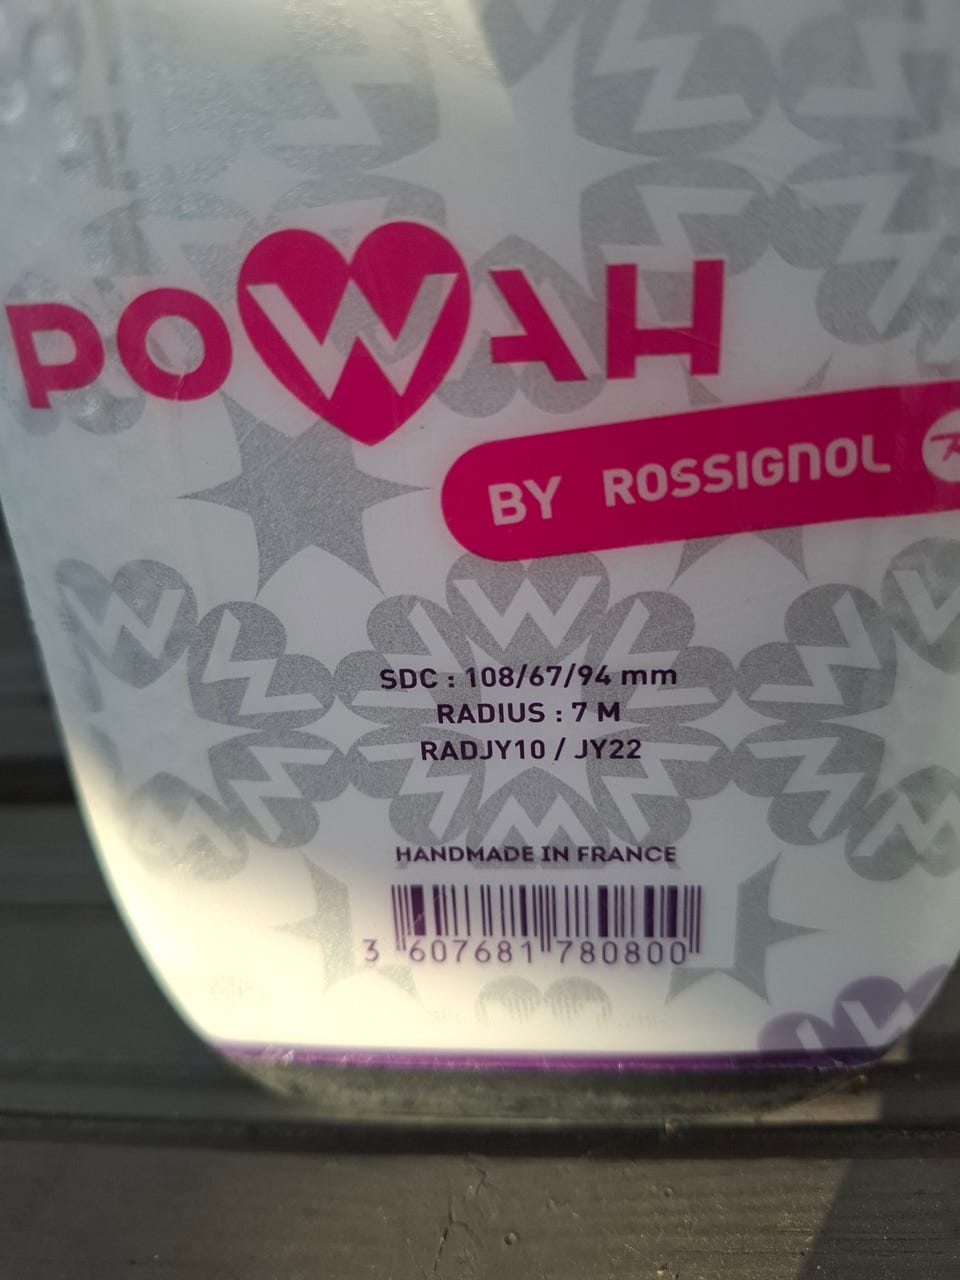 POWAH
BY ROSSIGNOL
SDC : 108/67/94 mm
RADIUS : 7 M
RADJY10 / JY22
HANDMADE IN FRANCE
3 607681 780800